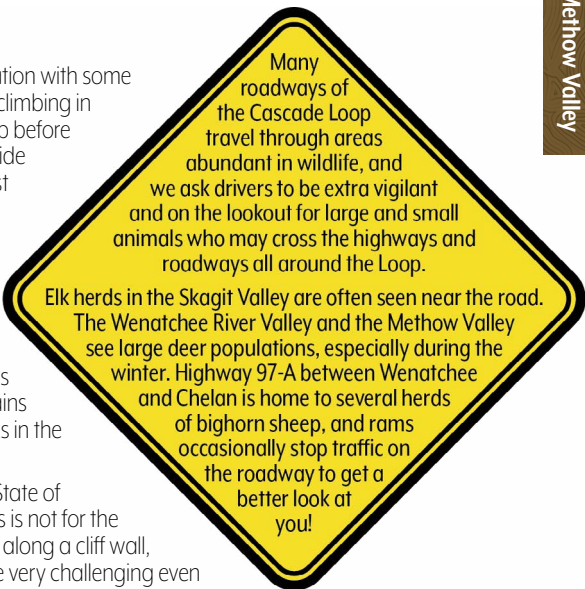 Methow Valley
ation with some
climbing in
o before
ide
st
s
ains
s in the
State of
s is not for the
along a cliff wall,
e very challenging even
Many
roadways of
the Cascade Loop
travel through areas
abundant in wildlife, and
we ask drivers to be extra vigilant
and on the lookout for large and small
animals who may cross the highways and
roadways all around the Loop.
Elk herds in the Skagit Valley are often seen near the road.
The Wenatchee River Valley and the Methow Valley
see large deer populations, especially during the
winter. Highway 97-A between Wenatchee
and Chelan is home to several herds
of bighorn sheep, and rams
occasionally stop traffic on
the roadway to get a
better look at
you!